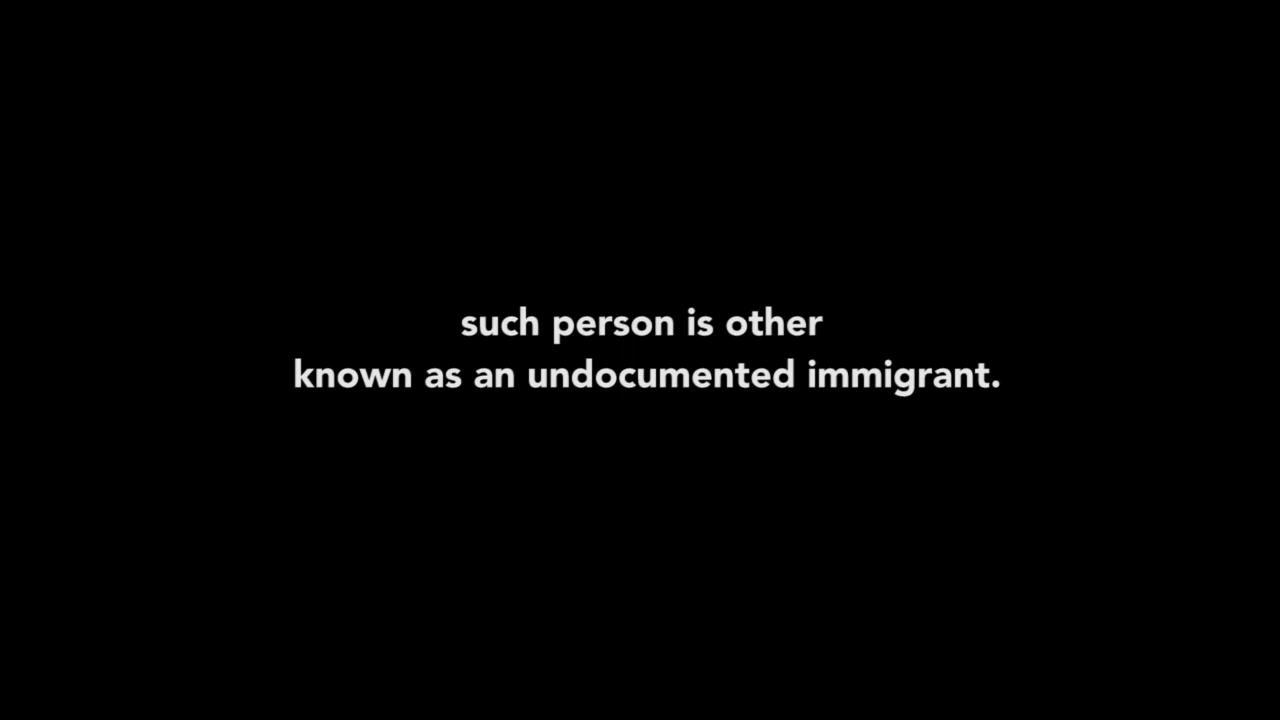 such person is other
known as an undocumented immigrant.